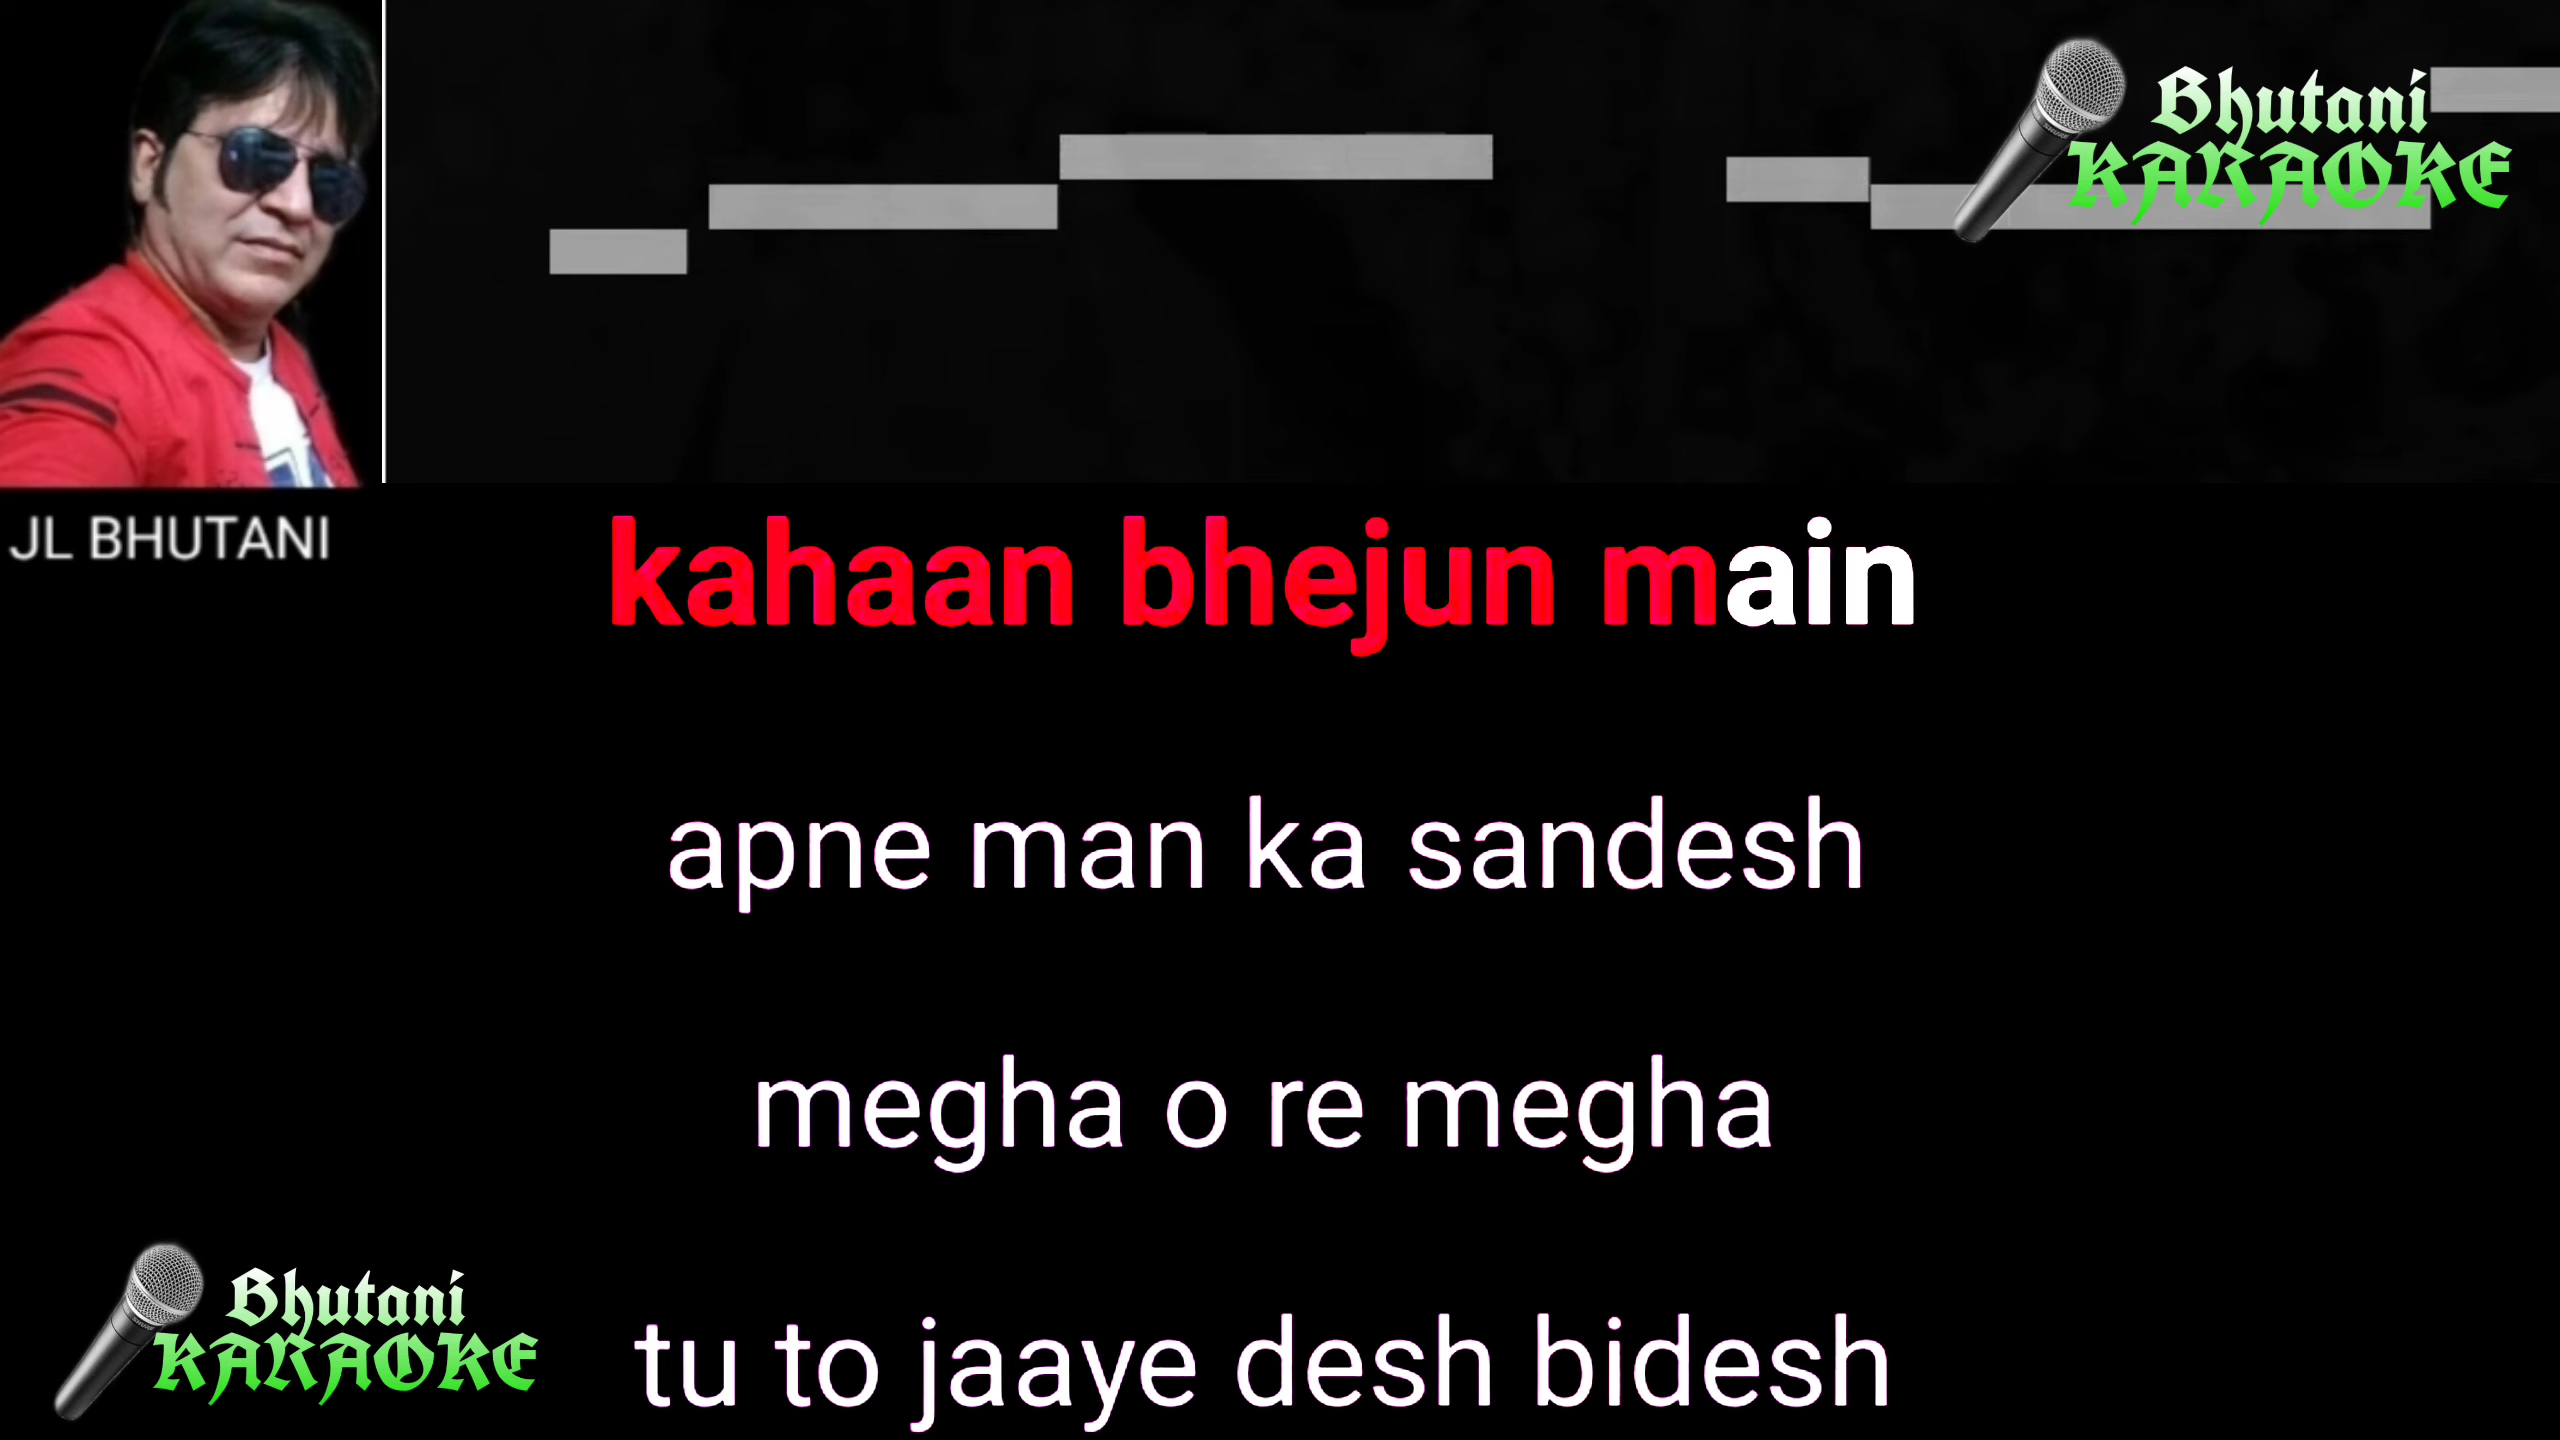 Bhutani
KARAOKE
JL BHUTANI
kahaan bhejun main
apne man ka sandesh
megha o re megha
tu to jaaye desh bidesh
Bhutani
KARAOKE